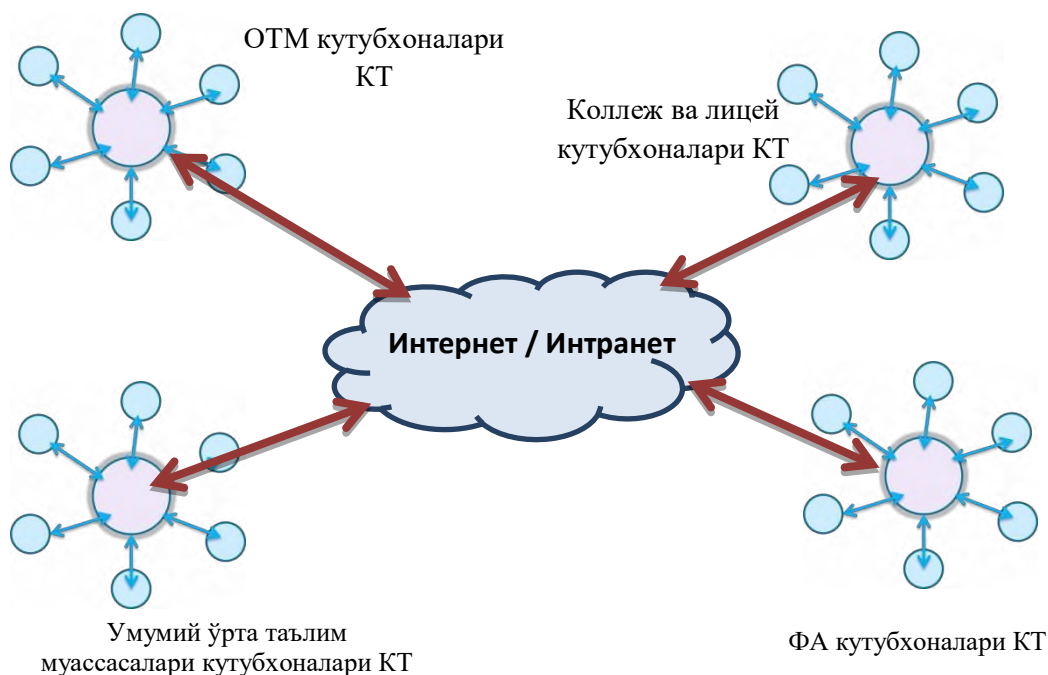 ОТМ кутубхоналари
КТ
Коллеж ва лицей
кутубхоналари КТ
Интернет / Интранет
Умумий ўрта таълим
муассасалари кутубхоналари КТ
ФА кутубхоналари КТ